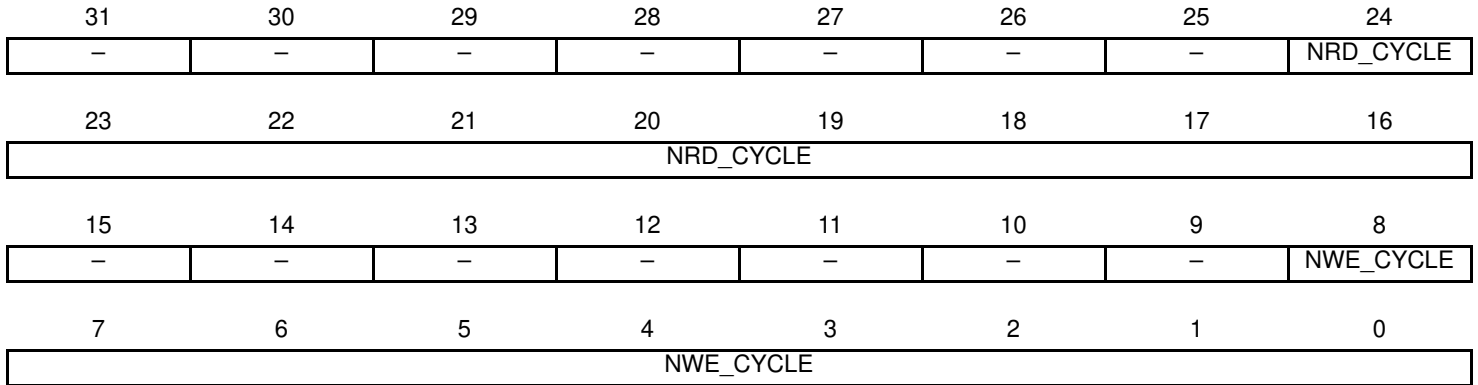 31 30 29 28 27 26 25 24
– – – – – – – NRD_CYCLE
23 22 21 20 19 18 17 16
NRD_CYCLE
15 14 13 12 11 10 9 8
– – – – – – – NWE_CYCLE
7 6 5 4 3 2 1 0
NWE_CYCLE